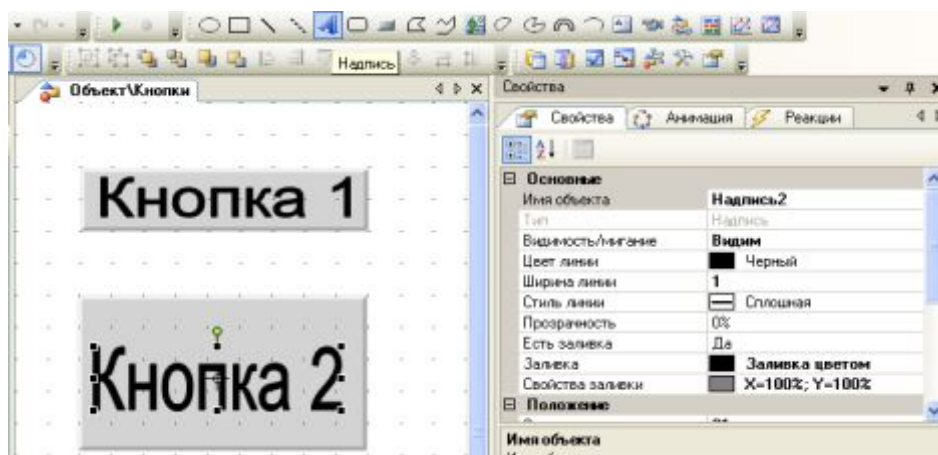 Надпись
Объект\Кнопки
Кнопка 1
Кнопка 2
Свойства
Свойства Анимация Реакции
Основные
Имя объекта Надпись2
Тип Надпись
Видимость/мигание Видим
Цвет линии Черный
Ширина линии 1
Стиль линии Сплошная
Прозрачность 0%
Есть заливка Да
Заливка Заливка цветом
Свойства заливки X=100%; Y=100%
Положение
Имя объекта